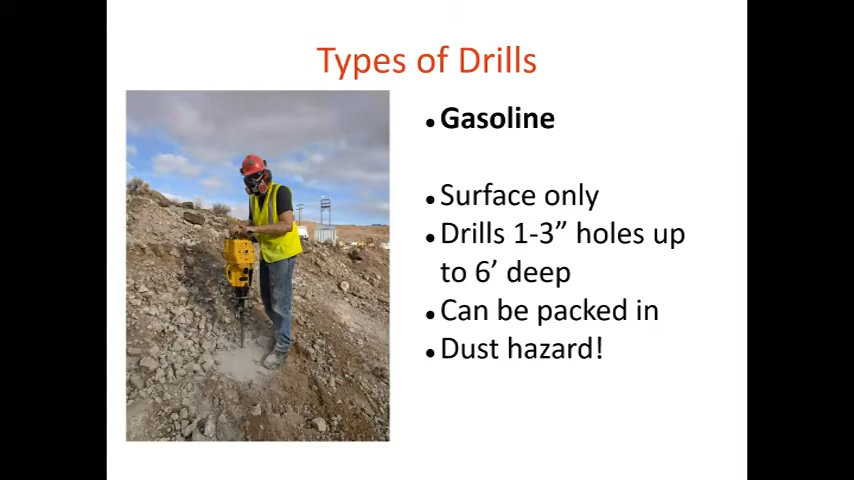 Types of Drills
• Gasoline
• Surface only
• Drills 1-3” holes up
to 6’ deep
• Can be packed in
• Dust hazard!